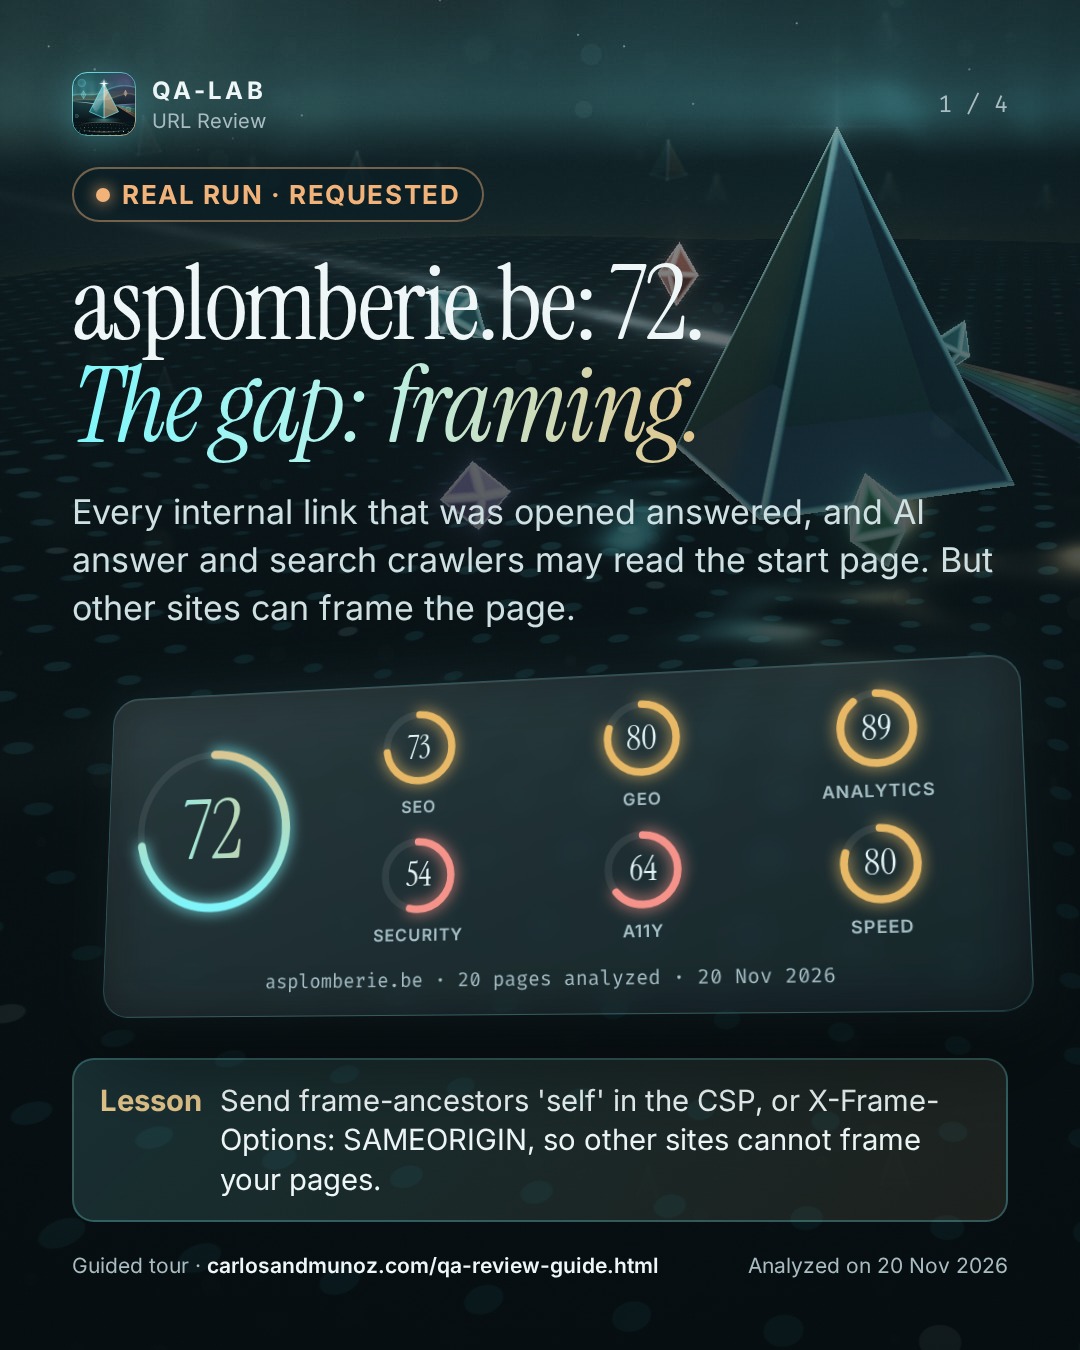 QA-LAB
URL Review
1 / 4
REAL RUN · REQUESTED
asplomberie.be: 72.
The gap: framing.
Every internal link that was opened answered, and AI
answer and search crawlers may read the start page. But
other sites can frame the page.
72
73
SEO
80
GEO
89
ANALYTICS
54
SECURITY
64
A11Y
80
SPEED
asplomberie.be · 20 pages analyzed · 20 Nov 2026
Lesson
Send frame-ancestors 'self' in the CSP, or X-Frame-
Options: SAMEORIGIN, so other sites cannot frame
your pages.
Guided tour · carlosandmunoz.com/qa-review-guide.html
Analyzed on 20 Nov 2026